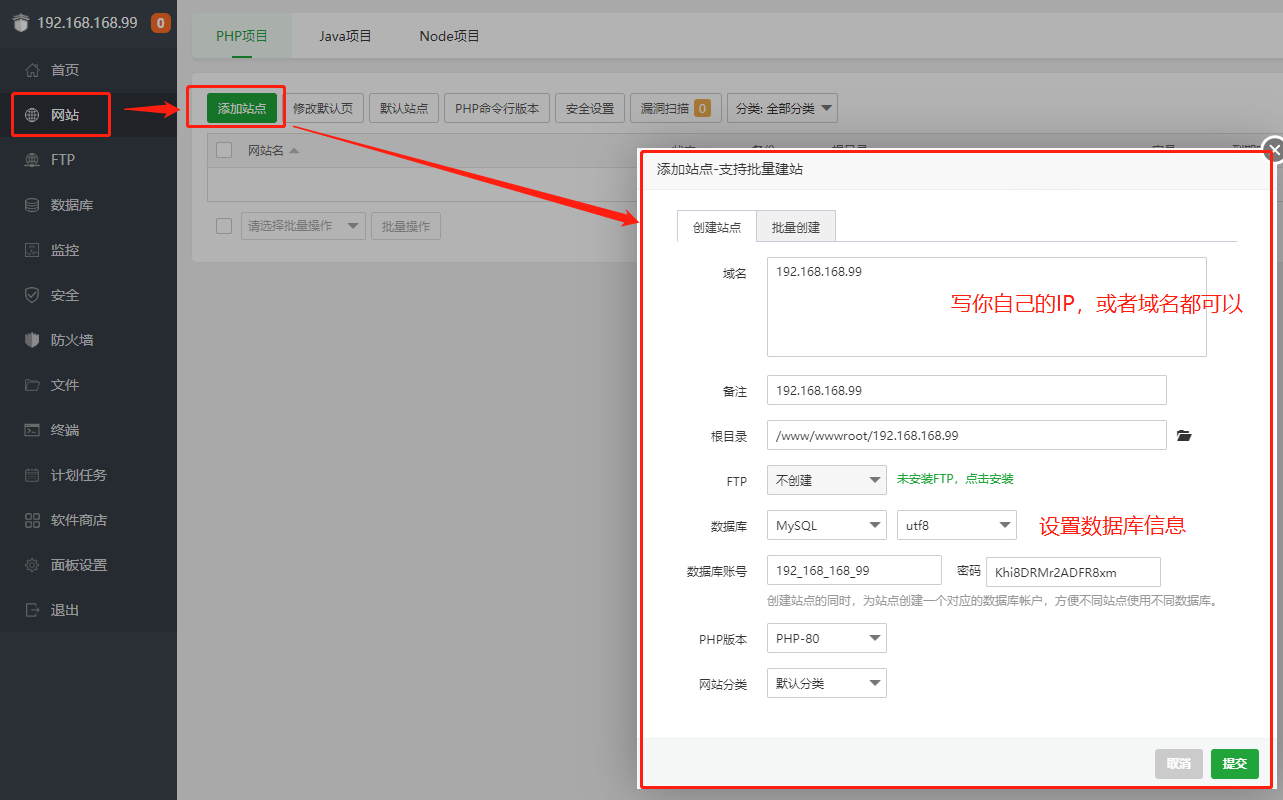 192.168.168.99 0
首页
网站
FTP
数据库
监控
安全
防火墙
文件
终端
计划任务
软件商店
面板设置
退出
PHP项目 Java项目 Node项目
添加站点 修改默认页 默认站点 PHP命令行版本 安全设置 漏洞扫描 0 分类: 全部分类
网站名
请选择批量操作 批量操作
添加站点-支持批量建站
创建站点 批量创建
域名 192.168.168.99
写你自己的IP，或者域名都可以
备注 192.168.168.99
根目录 /www/wwwroot/192.168.168.99
FTP 不创建 未安装FTP，点击安装
数据库 MySQL utf8 设置数据库信息
数据库账号 192_168_168_99 密码 Khi8DRMr2ADFR8xm
创建站点的同时，为站点创建一个对应的数据库帐户，方便不同站点使用不同数据库。
PHP版本 PHP-80
网站分类 默认分类
取消 提交